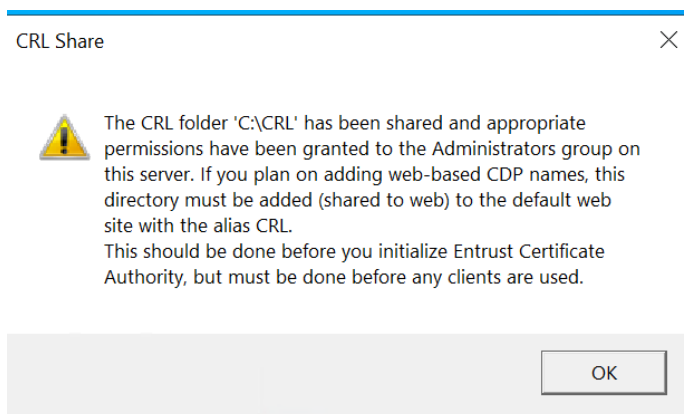 CRL Share
The CRL folder 'C:\CRL' has been shared and appropriate
permissions have been granted to the Administrators group on
this server. If you plan on adding web-based CDP names, this
directory must be added (shared to web) to the default web
site with the alias CRL.
This should be done before you initialize Entrust Certificate
Authority, but must be done before any clients are used.
OK